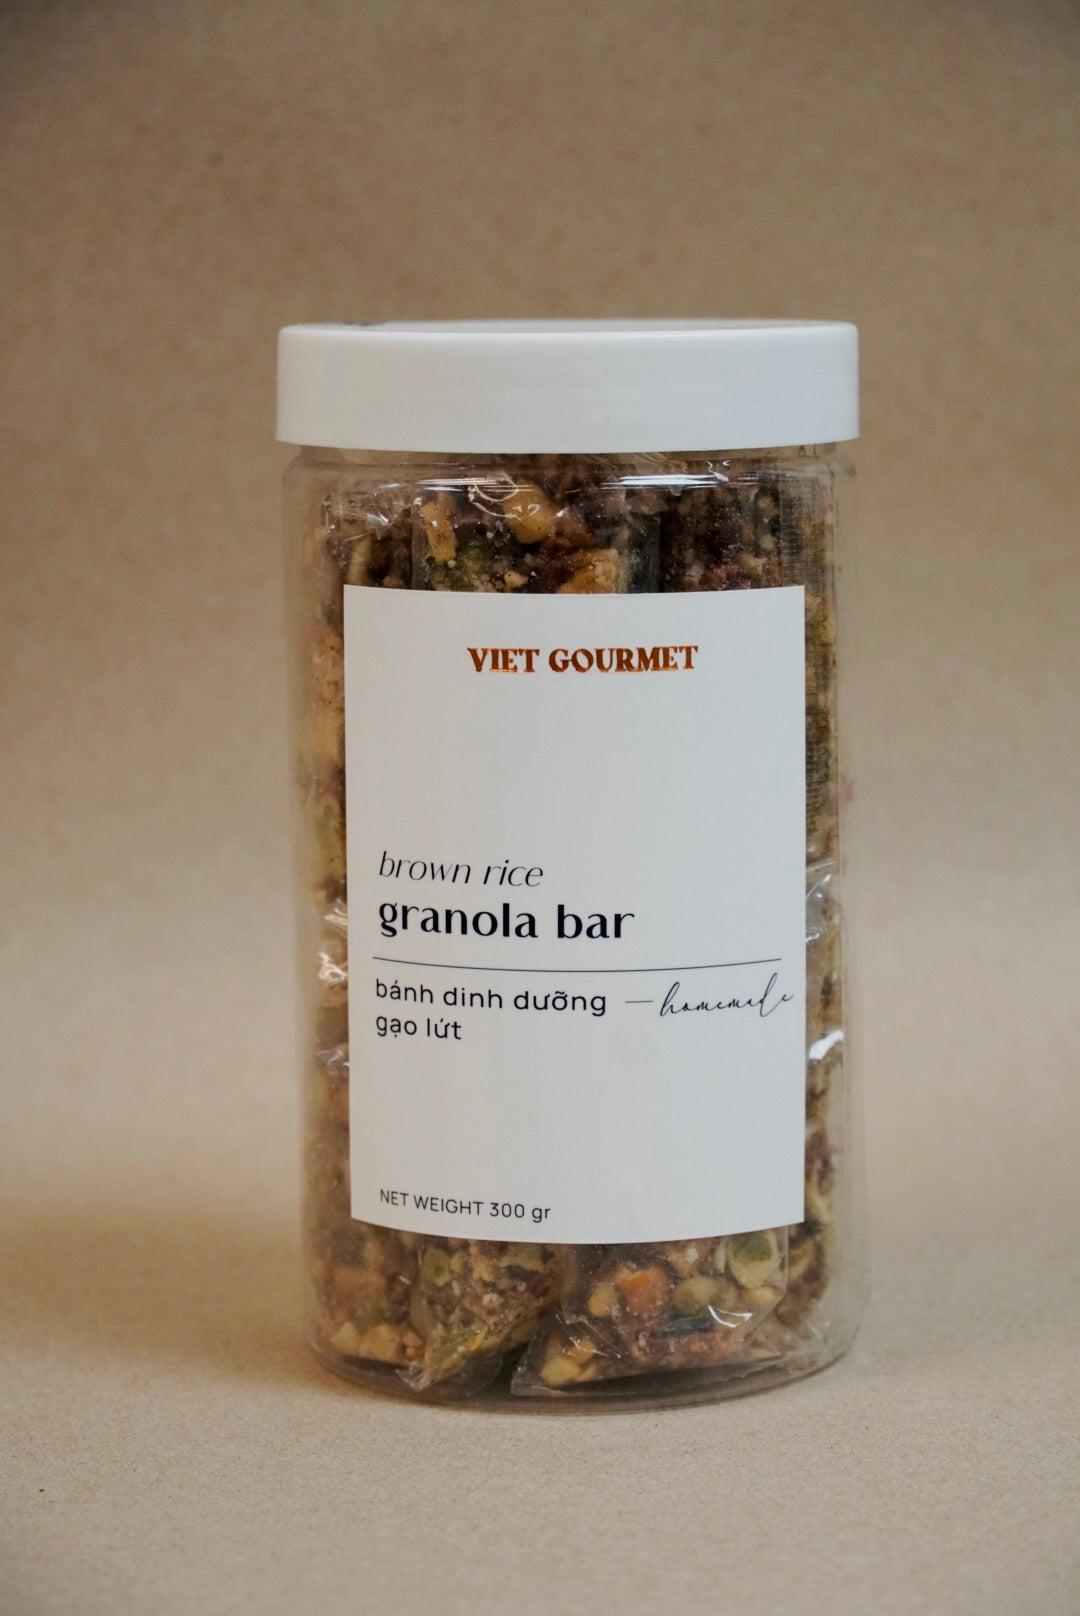 VIET GOURMET
brown rice
granola bar
bánh dinh dưỡng — homemade
gạo lứt
NET WEIGHT 300 gr